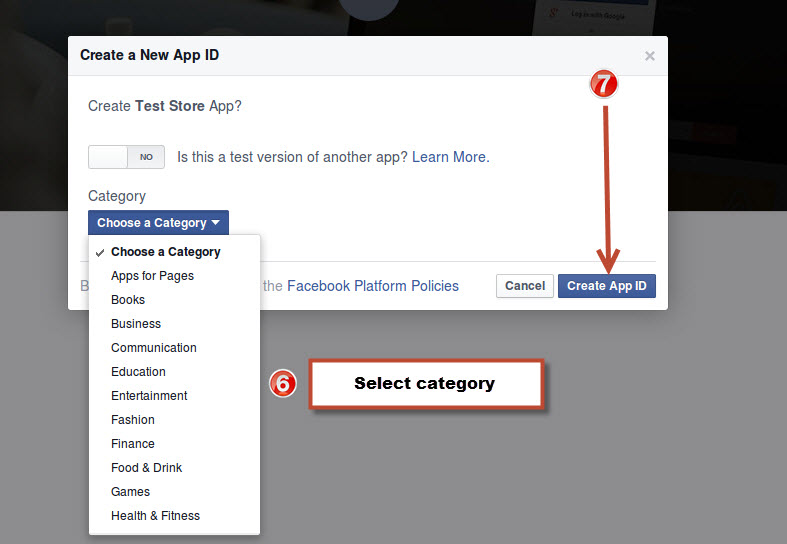 Log in with Google
Create a New App ID
×
7
Create Test Store App?
NO
Is this a test version of another app? Learn More.
Category
Choose a Category
✓ Choose a Category
Apps for Pages
B
the Facebook Platform Policies
Cancel
Create App ID
Books
Business
Communication
Education
6
Select category
Entertainment
Fashion
Finance
Food & Drink
Games
Health & Fitness